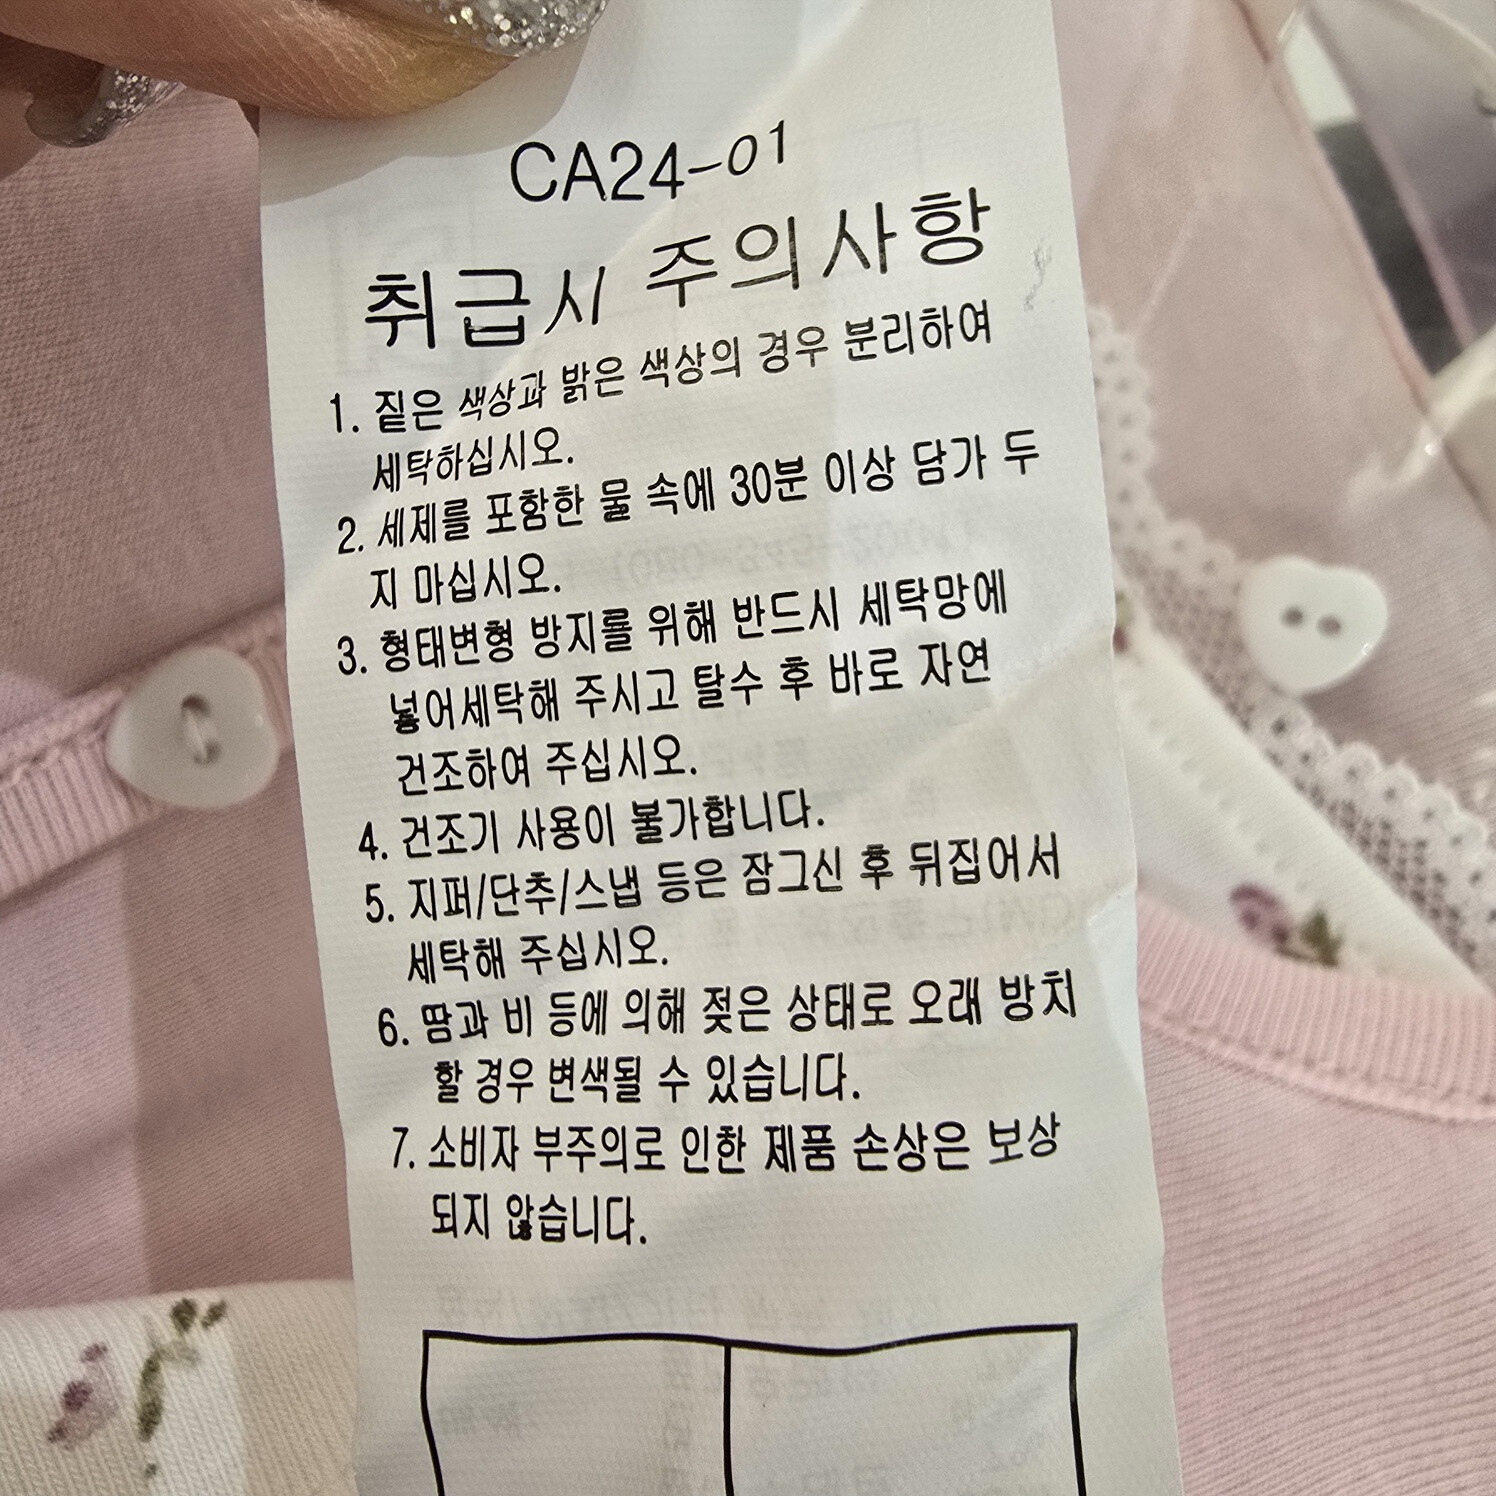 CA24-01
취급시 주의사항
1. 짙은 색상과 밝은 색상의 경우 분리하여
세탁하십시오.
2. 세제를 포함한 물 속에 30분 이상 담가 두
지 마십시오.
3. 형태변형 방지를 위해 반드시 세탁망에
넣어세탁해 주시고 탈수 후 바로 자연
건조하여 주십시오.
4. 건조기 사용이 불가합니다.
5. 지퍼/단추/스냅 등은 잠그신 후 뒤집어서
세탁해 주십시오.
6. 땀과 비 등에 의해 젖은 상태로 오래 방치
할 경우 변색될 수 있습니다.
7. 소비자 부주의로 인한 제품 손상은 보상
되지 않습니다.